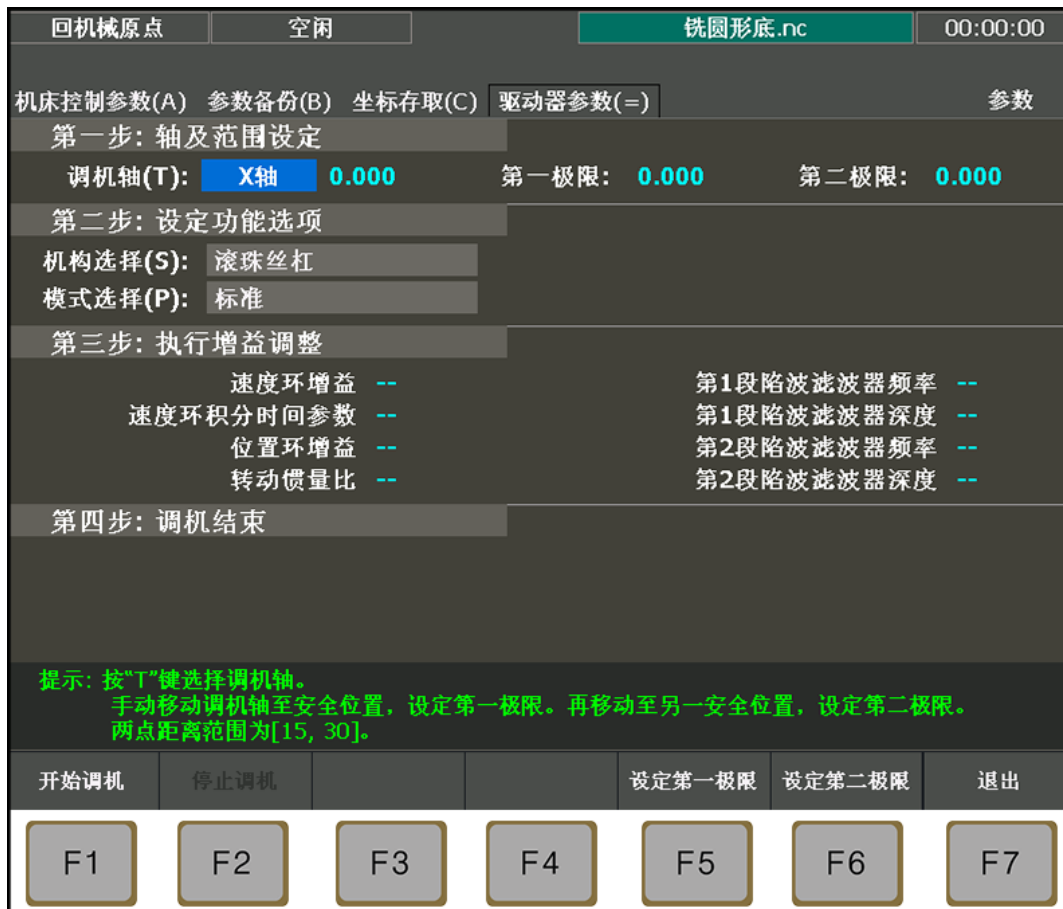 回机械原点 空闲 铣圆形底.nc 00:00:00
机床控制参数(A) 参数备份(B) 坐标存取(C) 驱动器参数(=) 参数
第一步: 轴及范围设定
调机轴(T): X轴 0.000 第一极限: 0.000 第二极限: 0.000
第二步: 设定功能选项
机构选择(S): 滚珠丝杠
模式选择(P): 标准
第三步: 执行增益调整
速度环增益 -- 第1段陷波滤波器频率 --
速度环积分时间参数 -- 第1段陷波滤波器深度 --
位置环增益 -- 第2段陷波滤波器频率 --
转动惯量比 -- 第2段陷波滤波器深度 --
第四步: 调机结束
提示: 按"T"键选择调机轴。
手动移动调机轴至安全位置，设定第一极限。再移动至另一安全位置，设定第二极限。
两点距离范围为[15, 30]。
开始调机 停止调机 设定第一极限 设定第二极限 退出
F1 F2 F3 F4 F5 F6 F7